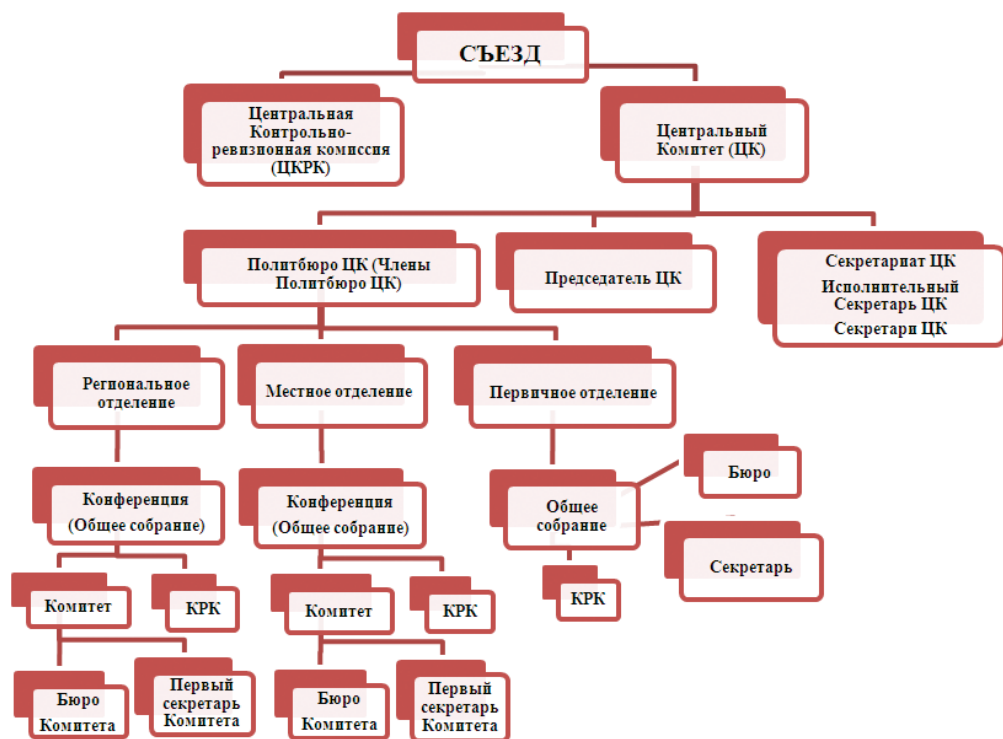 СЪЕЗД
Центральная
Контрольно-
ревизионная комиссия
(ЦКРК)
Центральный
Комитет (ЦК)
Политбюро ЦК (Члены
Политбюро ЦК)
Председатель ЦК
Секретариат ЦК
Исполнительный
Секретарь ЦК
Секретари ЦК
Региональное
отделение
Местное отделение
Первичное отделение
Конференция
(Общее собрание)
Конференция
(Общее собрание)
Общее
собрание
Бюро
Секретарь
КРК
Комитет
КРК
Комитет
КРК
Бюро
Комитета
Первый
секретарь
Комитета
Бюро
Комитета
Первый
секретарь
Комитета